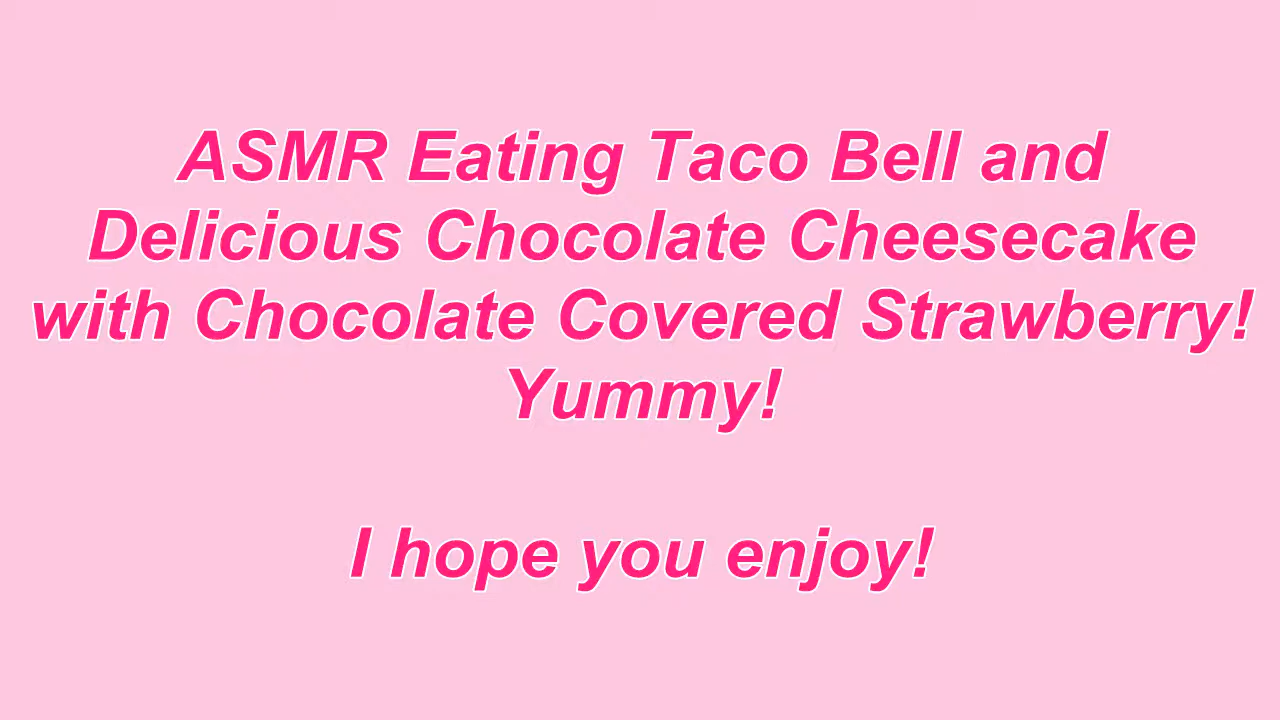 ASMR Eating Taco Bell and
Delicious Chocolate Cheesecake
with Chocolate Covered Strawberry!
Yummy!
I hope you enjoy!